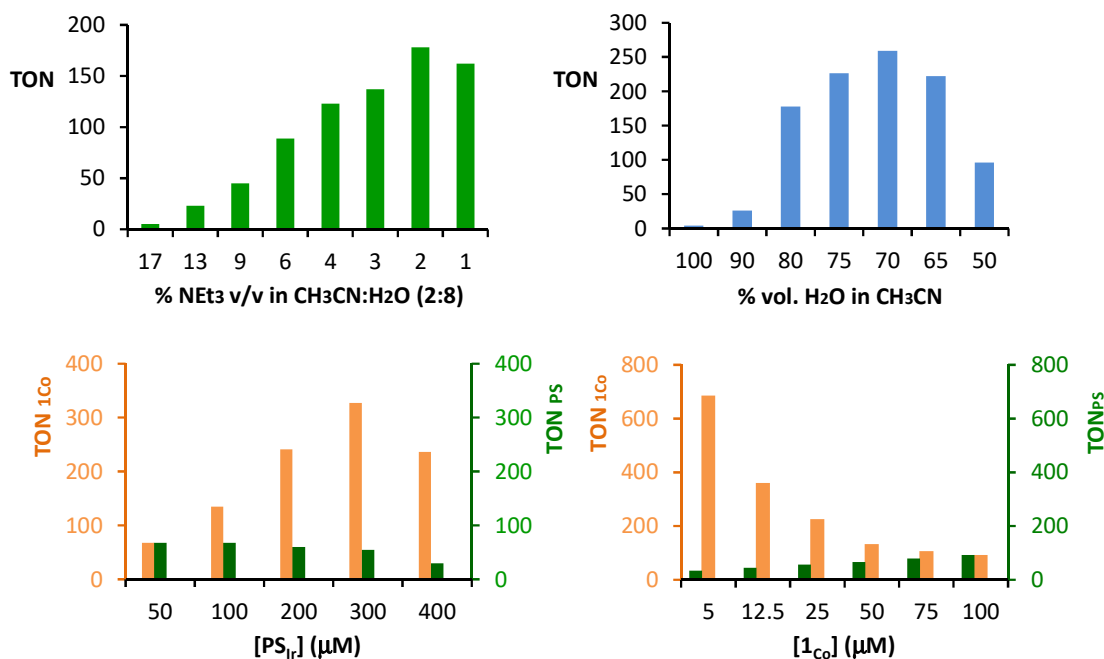 200
150
TON
100
50
0
17 13 9 6 4 3 2 1
% NEt3 v/v in CH3CN:H2O (2:8)
300
250
200
TON
150
100
50
0
100 90 80 75 70 65 50
% vol. H2O in CH3CN
400
300
200
100
0
TON 1Co
400
300
200
100
0
TON PS
50 100 200 300 400
[PSIr] (μM)
800
600
400
200
0
TON 1Co
800
600
400
200
0
TONPS
5 12.5 25 50 75 100
[1Co] (μM)